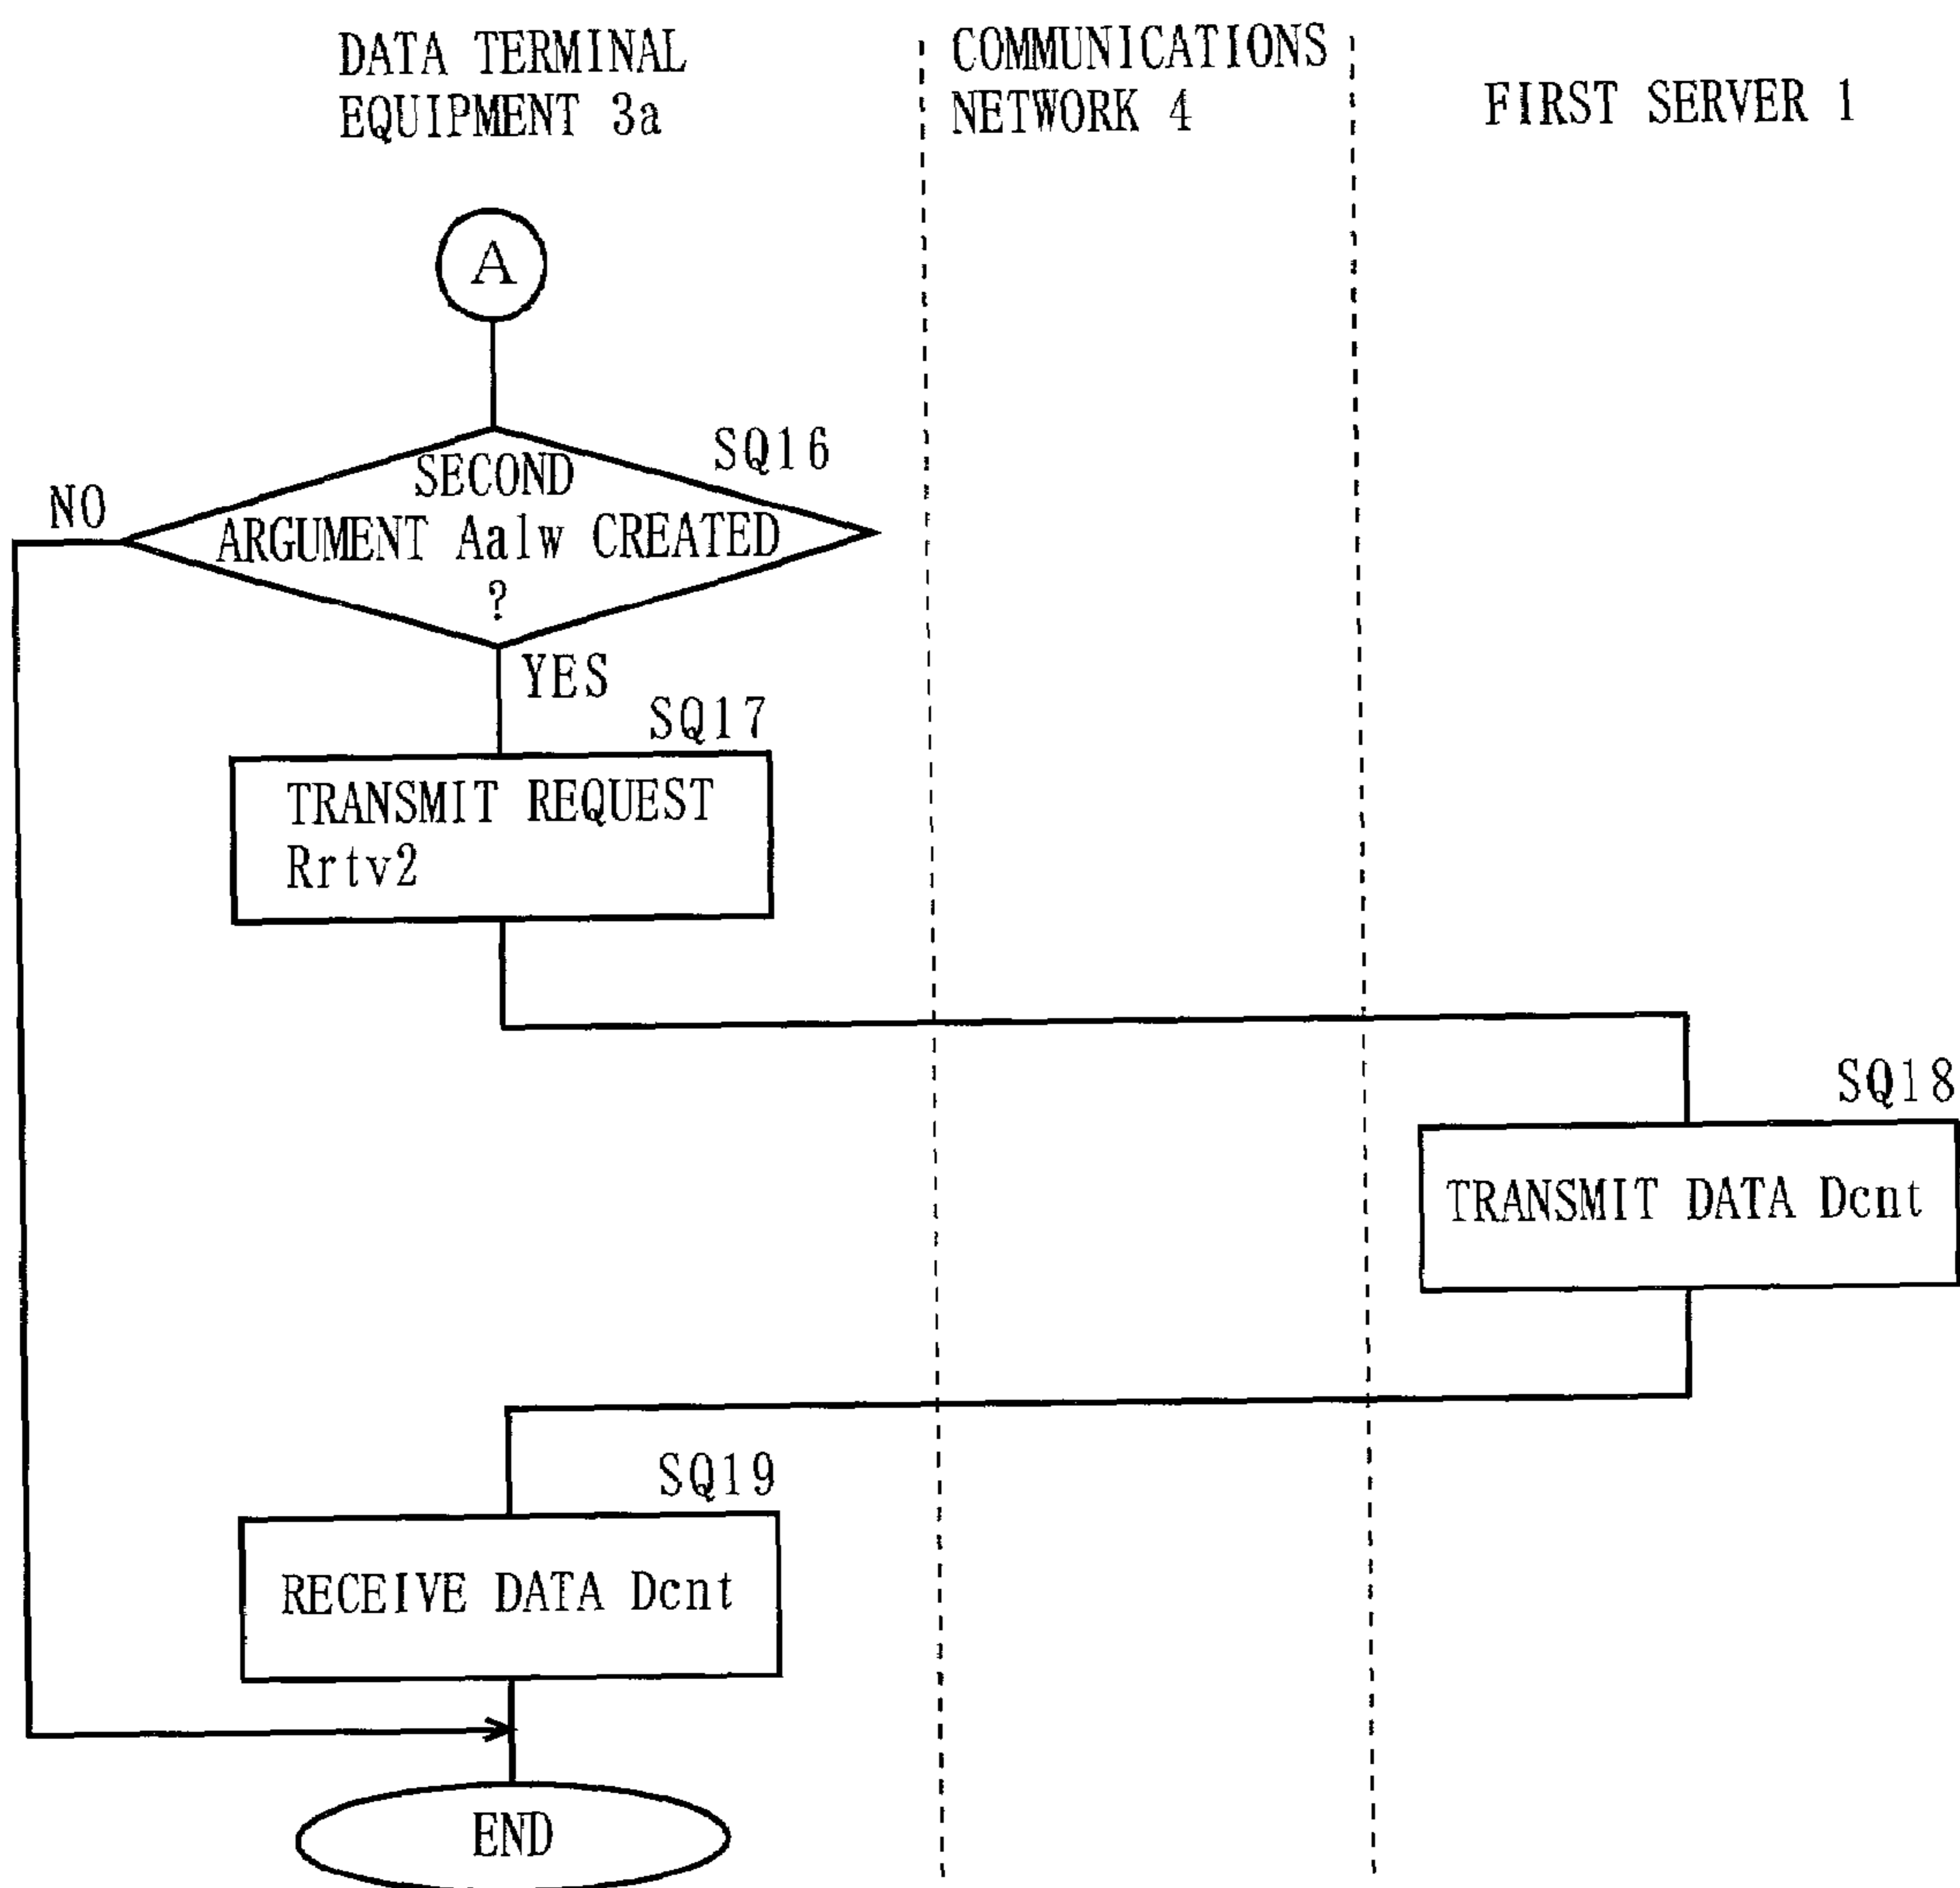 DATA TERMINAL
EQUIPMENT 3a
COMMUNICATIONS
NETWORK 4
FIRST SERVER 1
A
SQ16
NO
SECOND
ARGUMENT Aalw CREATED
?
YES
SQ17
TRANSMIT REQUEST
Rrtv2
SQ18
TRANSMIT DATA Dcnt
SQ19
RECEIVE DATA Dcnt
END